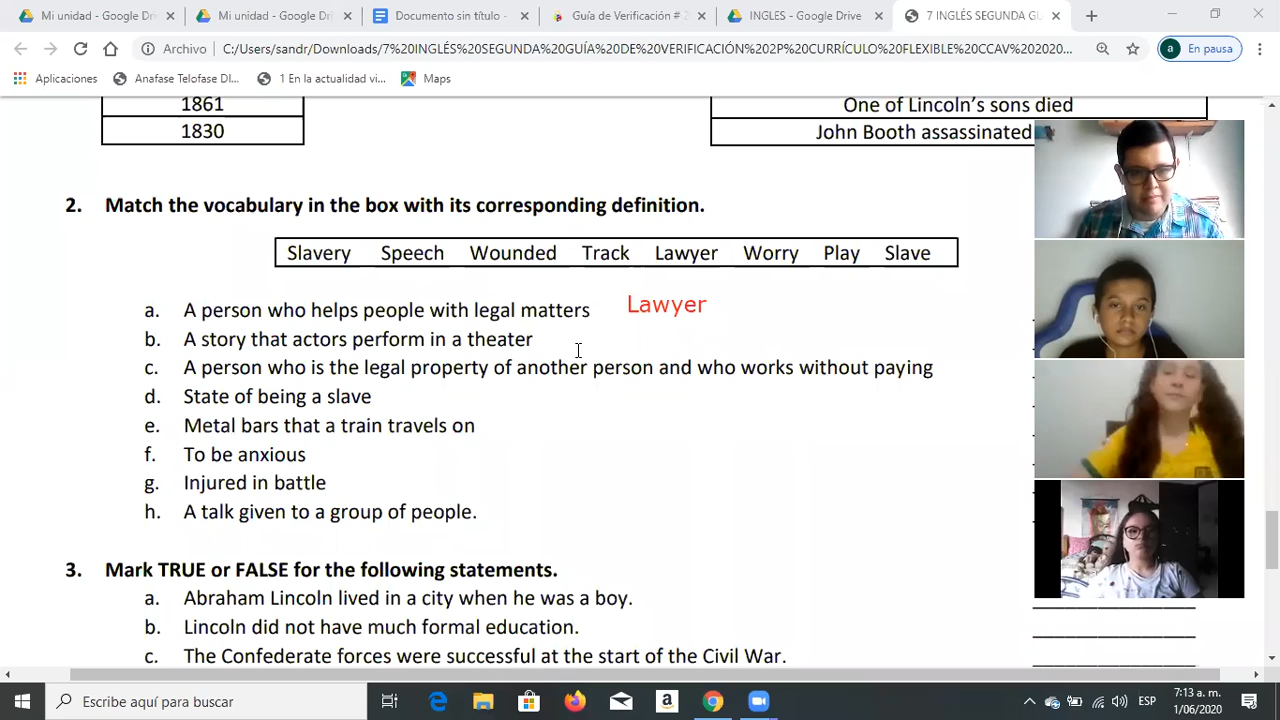 Mi unidad - Google Dri
Mi unidad - Google Dri
Documento sin título -
Guía de Verificación # 2
INGLES - Google Drive
7 INGLÉS SEGUNDA GU
Archivo
C:/Users/sandr/Downloads/7%20INGLÉS%20SEGUNDA%20GUÍA%20DE%20VERIFICACIÓN%202P%20CURRÍCULO%20FLEXIBLE%20CCAV%202020...
a En pausa
Aplicaciones
Anafase Telofase DI...
1 En la actualidad vi...
Maps
1861
One of Lincoln's sons died
1830
John Booth assassinated
2. Match the vocabulary in the box with its corresponding definition.
Slavery Speech Wounded Track Lawyer Worry Play Slave
a. A person who helps people with legal matters Lawyer
b. A story that actors perform in a theater
c. A person who is the legal property of another person and who works without paying
d. State of being a slave
e. Metal bars that a train travels on
f. To be anxious
g. Injured in battle
h. A talk given to a group of people.
3. Mark TRUE or FALSE for the following statements.
a. Abraham Lincoln lived in a city when he was a boy.
b. Lincoln did not have much formal education.
c. The Confederate forces were successful at the start of the Civil War.
Escribe aquí para buscar
ESP
7:13 a. m.
1/06/2020